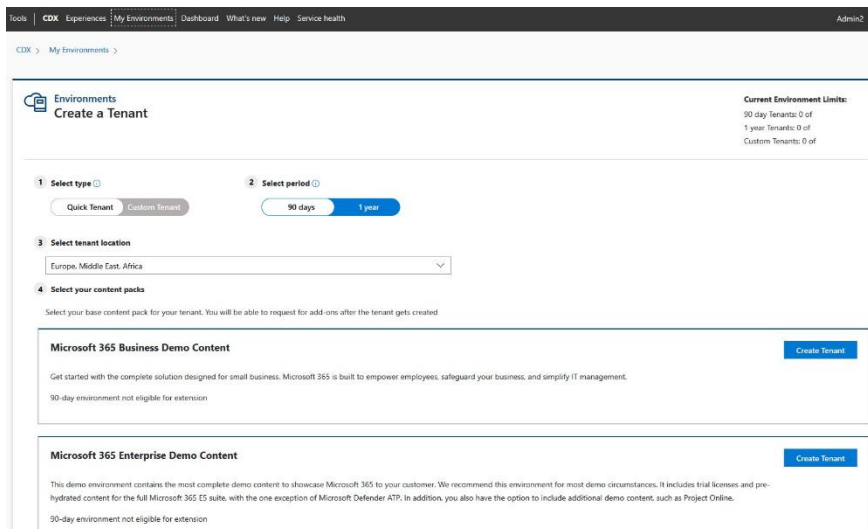 Tools CDX Experiences My Environments Dashboard What's new Help Service health Admin2
CDX > My Environments >
Environments
Create a Tenant
Current Environment Limits:
90 day Tenants: 0 of
1 year Tenants: 0 of
Custom Tenants: 0 of
1 Select type
2 Select period
Quick Tenant Custom Tenant
90 days 1 year
3 Select tenant location
Europe, Middle East, Africa
4 Select your content packs
Select your base content pack for your tenant. You will be able to request for add-ons after the tenant gets created
Microsoft 365 Business Demo Content
Create Tenant
Get started with the complete solution designed for small business. Microsoft 365 is built to empower employees, safeguard your business, and simplify IT management.
90-day environment not eligible for extension
Microsoft 365 Enterprise Demo Content
Create Tenant
This demo environment contains the most complete demo content to showcase Microsoft 365 to your customer. We recommend this environment for most demo circumstances. It includes trial licenses and pre-
hydrated content for the full Microsoft 365 E5 suite, with the one exception of Microsoft Defender ATP. In addition, you also have the option to include additional demo content, such as Project Online.
90-day environment not eligible for extension